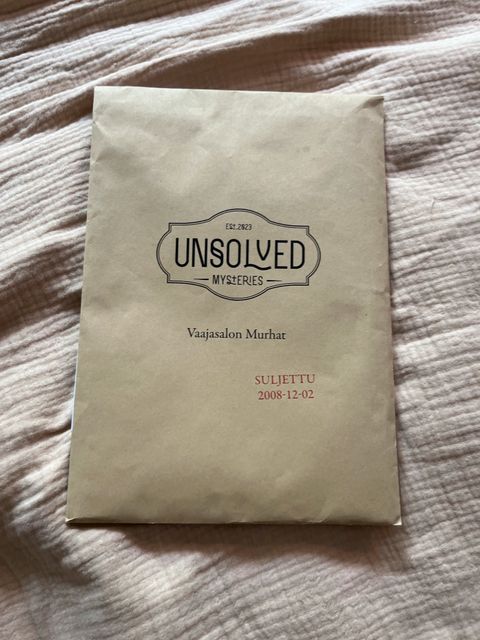 EST.2023
UNSOLVED
MYSTERIES
Vaajasalon Murhat
SULJETTU
2008-12-02